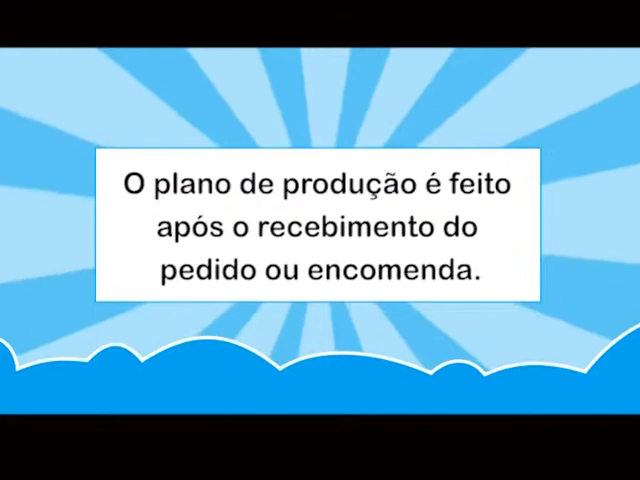 O plano de produção é feito
após o recebimento do
pedido ou encomenda.